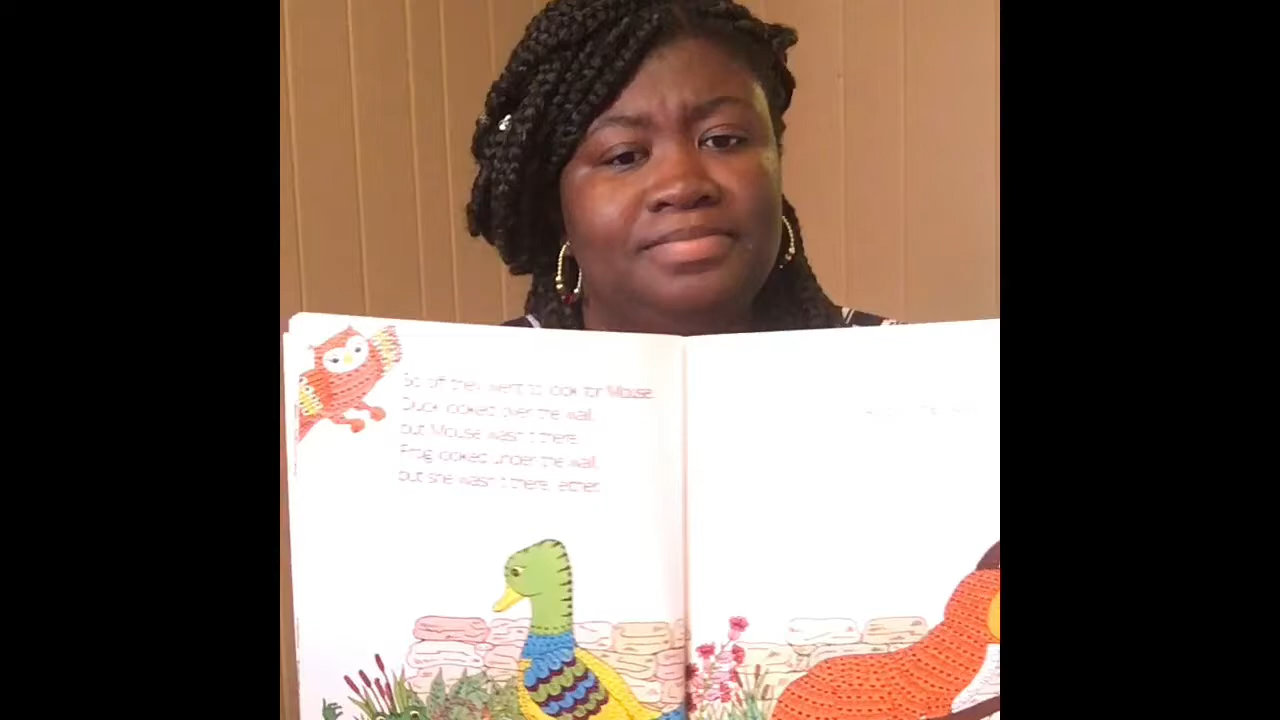 So off they went to look for Mouse.
Duck looked over the wall,
but Mouse wasn't there.
Frog looked under the wall,
but she wasn't there, either.